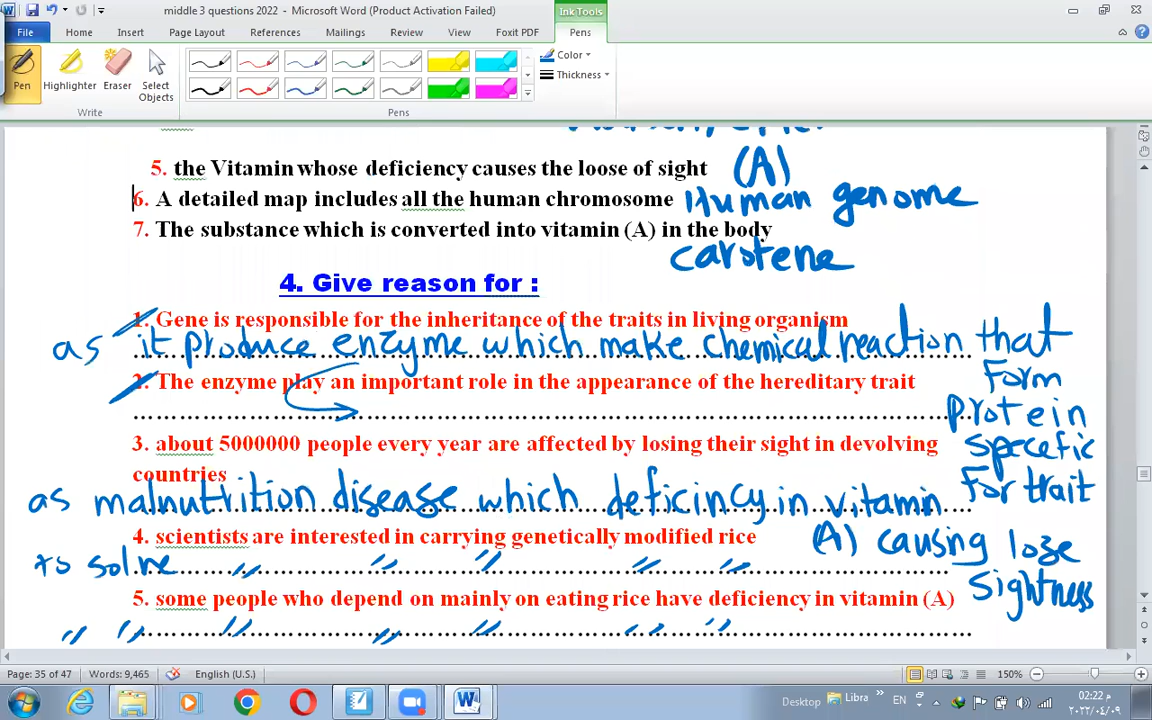 middle 3 questions 2022 - Microsoft Word (Product Activation Failed)
Ink Tools
File Home Insert Page Layout References Mailings Review View Foxit PDF Pens
Pen Highlighter Eraser Select Objects
Color
Thickness
Write Pens
5. the Vitamin whose deficiency causes the loose of sight (A)
6. A detailed map includes all the human chromosome Human genome
7. The substance which is converted into vitamin (A) in the body
carotene
4. Give reason for :
1. Gene is responsible for the inheritance of the traits in living organism
as it produce enzyme which make chemical reaction that
Form
2. The enzyme play an important role in the appearance of the hereditary trait
protein
3. about 5000000 people every year are affected by losing their sight in devolving
specefic
countries
For trait
as malnutrition disease which deficincy in vitamin
4. scientists are interested in carrying genetically modified rice
(A) causing loze
to solve " " " " "
Sightness
5. some people who depend on mainly on eating rice have deficiency in vitamin (A)
" " " " " " "
Page: 35 of 47 Words: 9,465 English (U.S.) 150%
Desktop Libra » EN 02:22 م
٢٠٢٢/٠٤/٠٩